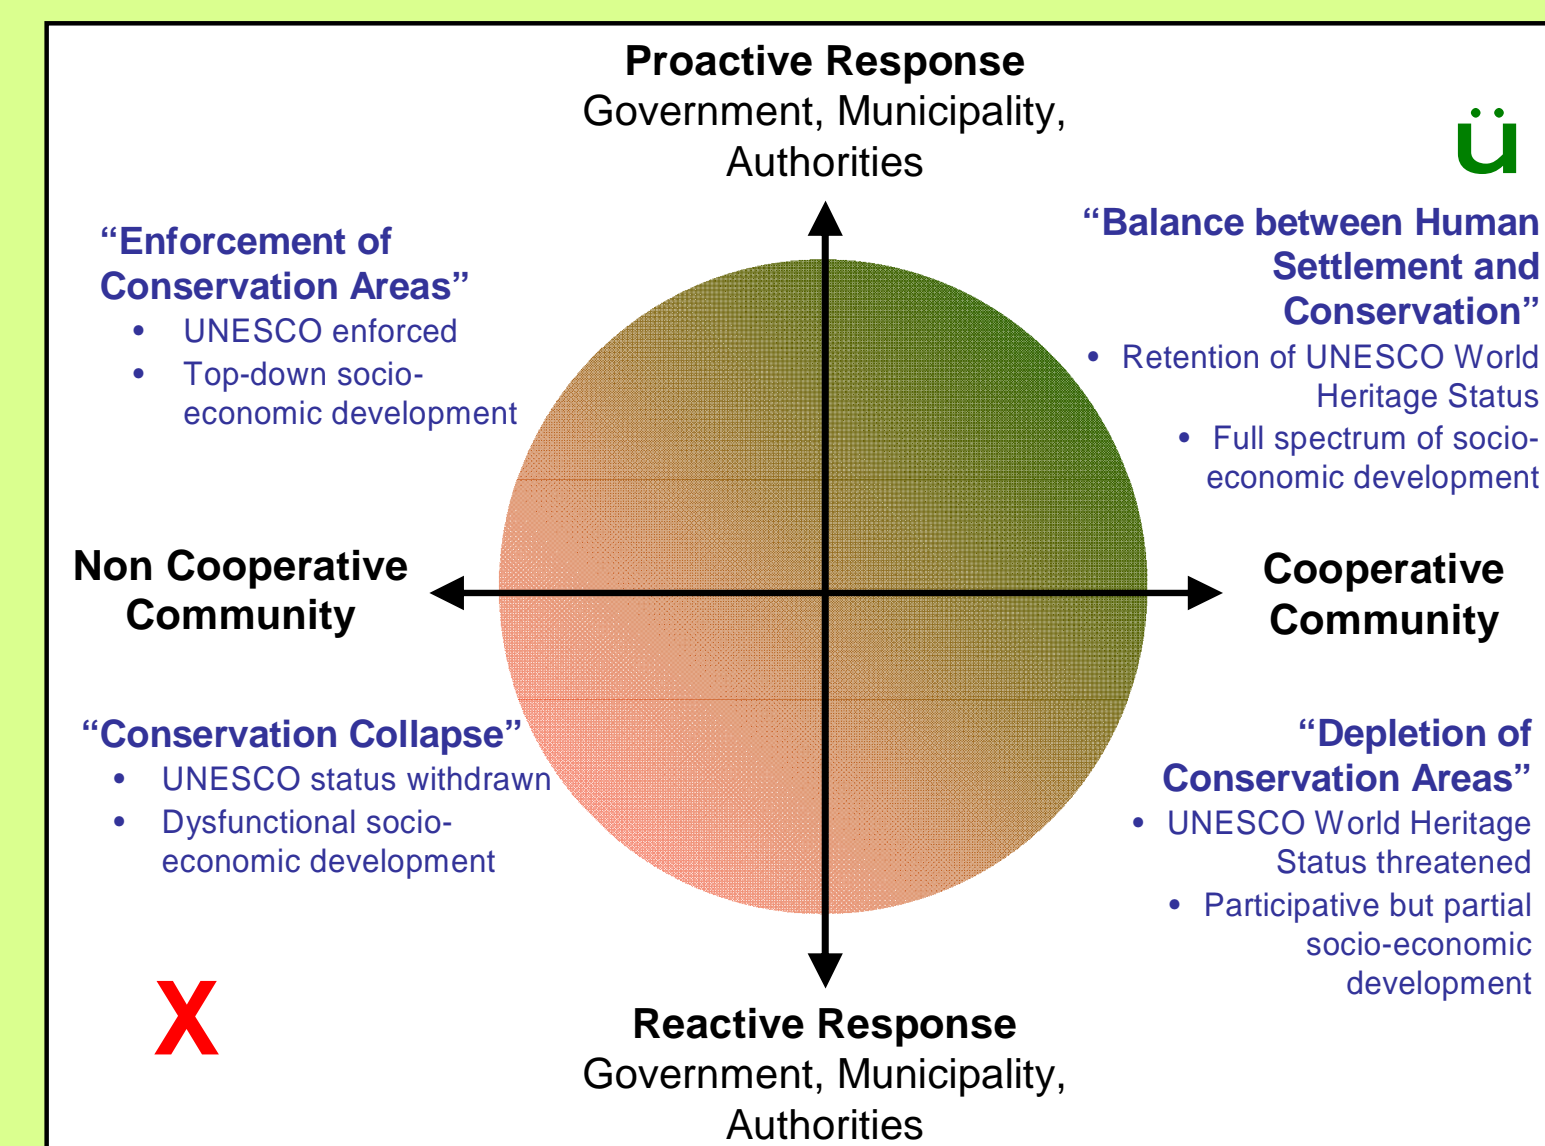 Proactive Response
Government, Municipality,
Authorities
ü
“Enforcement of
Conservation Areas”
• UNESCO enforced
• Top-down socio-
economic development
“Balance between Human
Settlement and
Conservation”
• Retention of UNESCO World
Heritage Status
• Full spectrum of socio-
economic development
Non Cooperative
Community
Cooperative
Community
“Conservation Collapse”
• UNESCO status withdrawn
• Dysfunctional socio-
economic development
“Depletion of
Conservation Areas”
• UNESCO World Heritage
Status threatened
• Participative but partial
socio-economic
development
X
Reactive Response
Government, Municipality,
Authorities